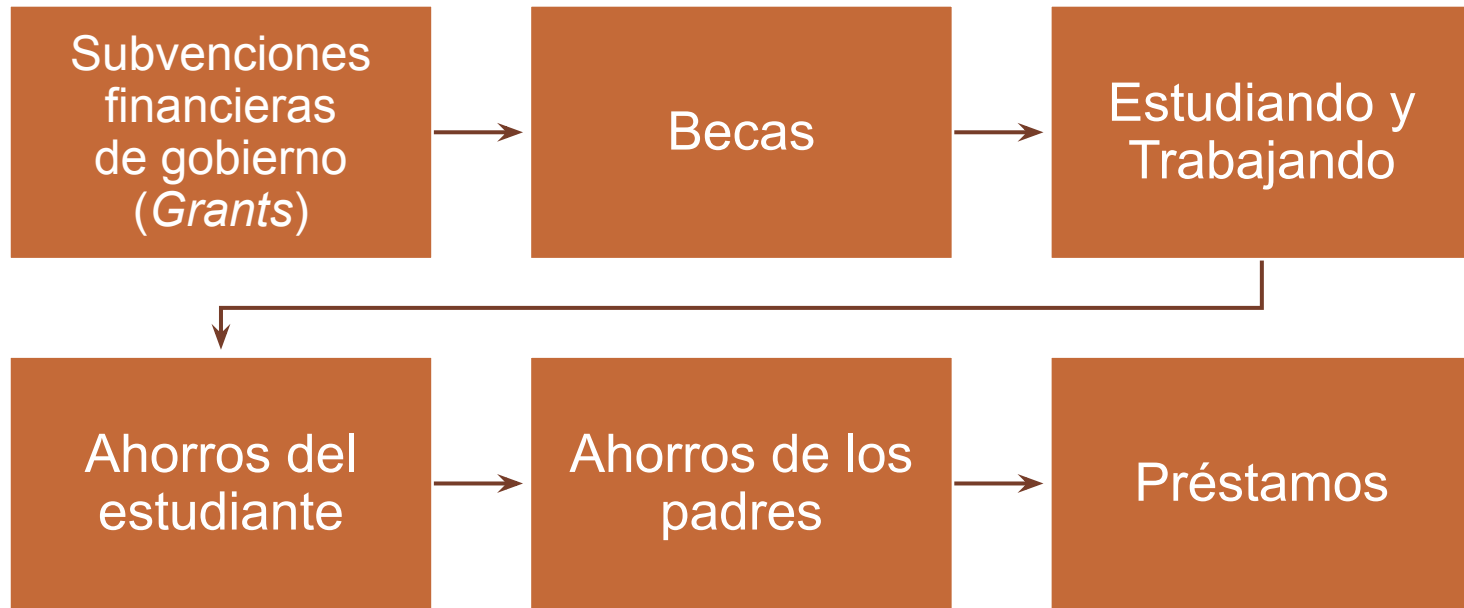 Subvenciones
financieras
de gobierno
(Grants)
Becas
Estudiando y
Trabajando
Ahorros del
estudiante
Ahorros de los
padres
Préstamos